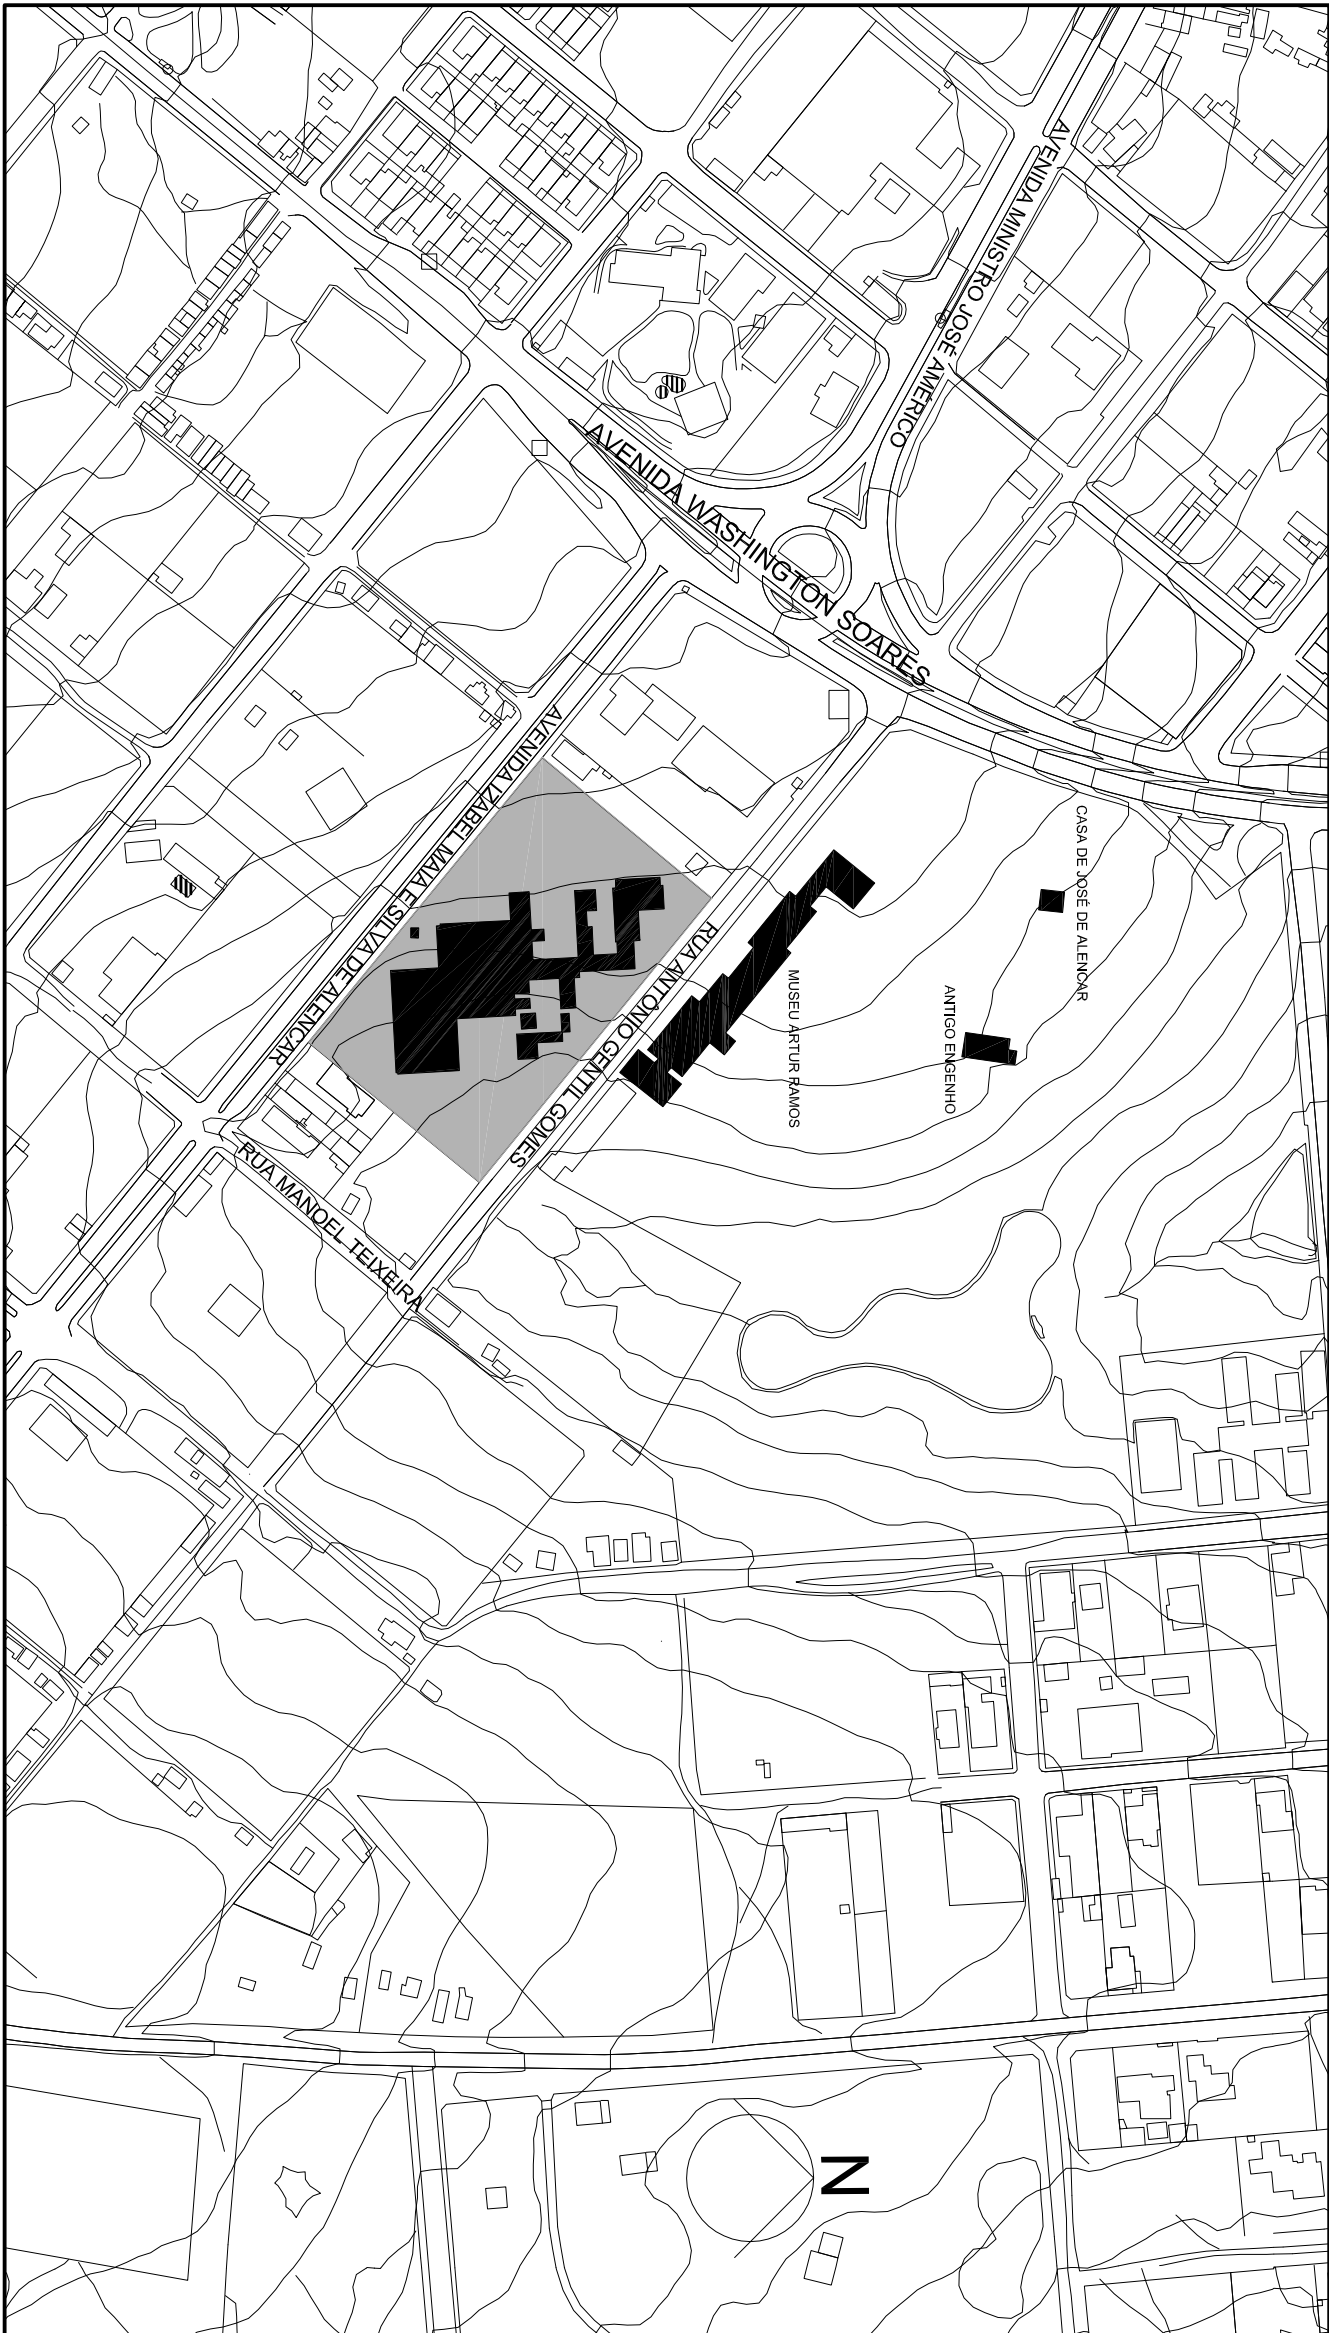 AVENIDA MINISTRO JOSÉ AMÉRICO
AVENIDA WASHINGTON SOARES
AVENIDA IZABEL MAIA E SILVA DE ALENCAR
CASA DE JOSÉ DE ALENCAR
RUA ANTÔNIO GENTIL GOMES
MUSEU ARTUR RAMOS
ANTIGO ENGENHO
RUA MANOEL TEIXEIRA
N